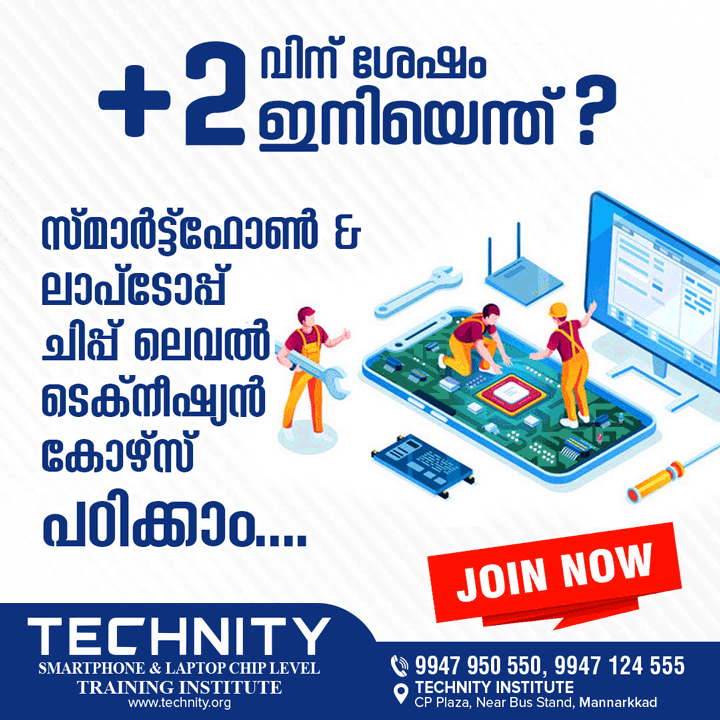 +2 വിന് ശേഷം
ഇനിയെന്ത് ?
സ്മാർട്ട്ഫോൺ &
ലാപ്ടോപ്പ്
ചിപ്പ് ലെവൽ
ടെക്നീഷ്യൻ
കോഴ്സ്
പഠിക്കാം....
JOIN NOW
TECHNITY
SMARTPHONE & LAPTOP CHIP LEVEL
TRAINING INSTITUTE
www.technity.org
9947 950 550, 9947 124 555
TECHNITY INSTITUTE
CP Plaza, Near Bus Stand, Mannarkkad